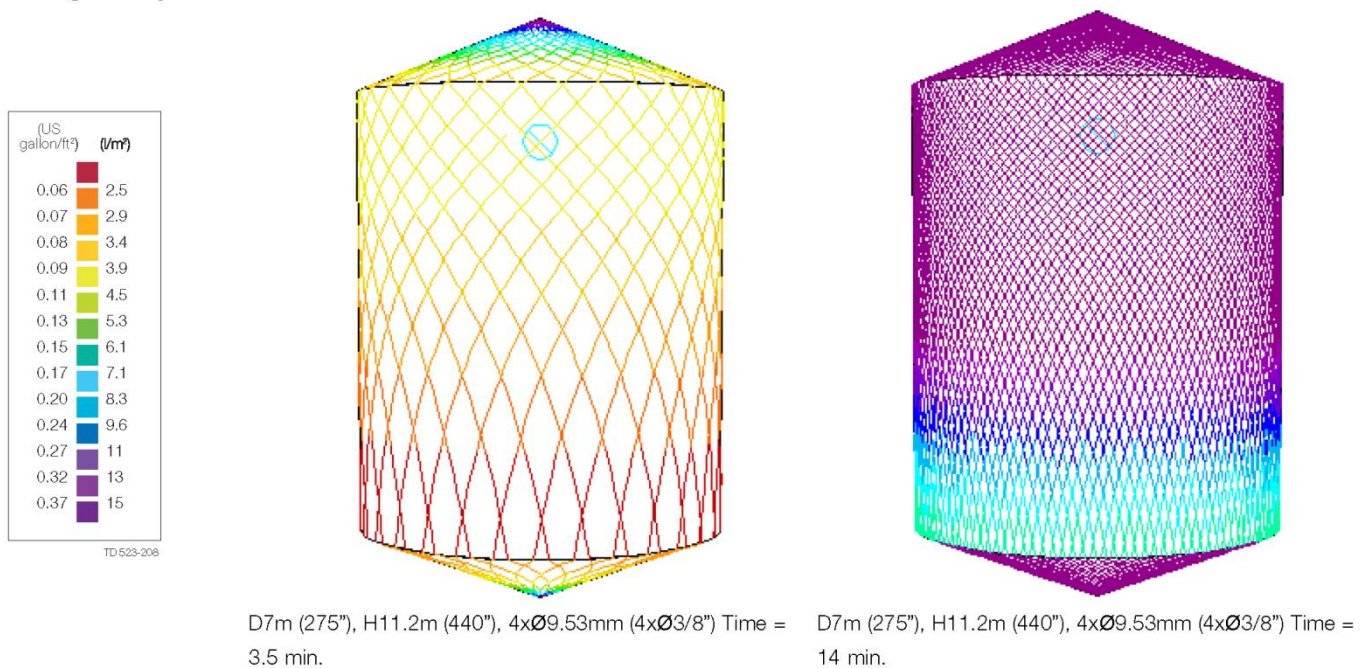 (US
gallon/ft²) (l/m²)
0.06 2.5
0.07 2.9
0.08 3.4
0.09 3.9
0.11 4.5
0.13 5.3
0.15 6.1
0.17 7.1
0.20 8.3
0.24 9.6
0.27 11
0.32 13
0.37 15
TD 523-208
D7m (275”), H11.2m (440”), 4xØ9.53mm (4xØ3/8”) Time =
3.5 min.
D7m (275”), H11.2m (440”), 4xØ9.53mm (4xØ3/8”) Time =
14 min.